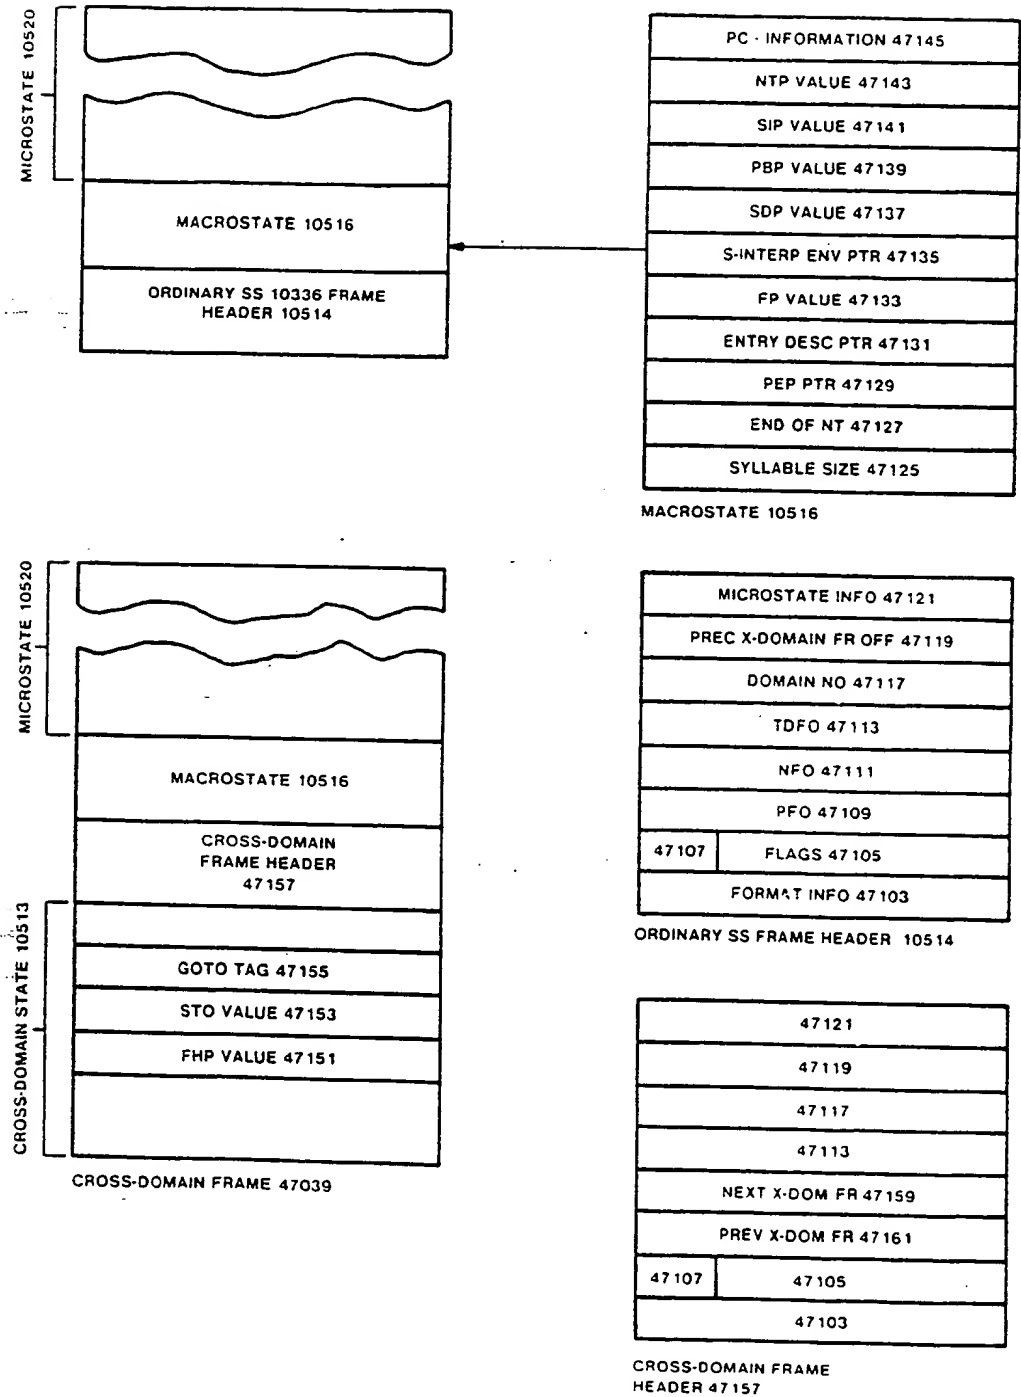 MICROSTATE 10520
MACROSTATE 10516
ORDINARY SS 10336 FRAME
HEADER 10514
PC - INFORMATION 47145
NTP VALUE 47143
SIP VALUE 47141
PBP VALUE 47139
SDP VALUE 47137
S-INTERP ENV PTR 47135
FP VALUE 47133
ENTRY DESC PTR 47131
PEP PTR 47129
END OF NT 47127
SYLLABLE SIZE 47125
MACROSTATE 10516
MICROSTATE 10520
MACROSTATE 10516
CROSS-DOMAIN
FRAME HEADER
47157
CROSS-DOMAIN STATE 10513
GOTO TAG 47155
STO VALUE 47153
FHP VALUE 47151
CROSS-DOMAIN FRAME 47039
MICROSTATE INFO 47121
PREC X-DOMAIN FR OFF 47119
DOMAIN NO 47117
TDFO 47113
NFO 47111
PFO 47109
47107 FLAGS 47105
FORMAT INFO 47103
ORDINARY SS FRAME HEADER 10514
47121
47119
47117
47113
NEXT X-DOM FR 47159
PREV X-DOM FR 47161
47107 47105
47103
CROSS-DOMAIN FRAME
HEADER 47157